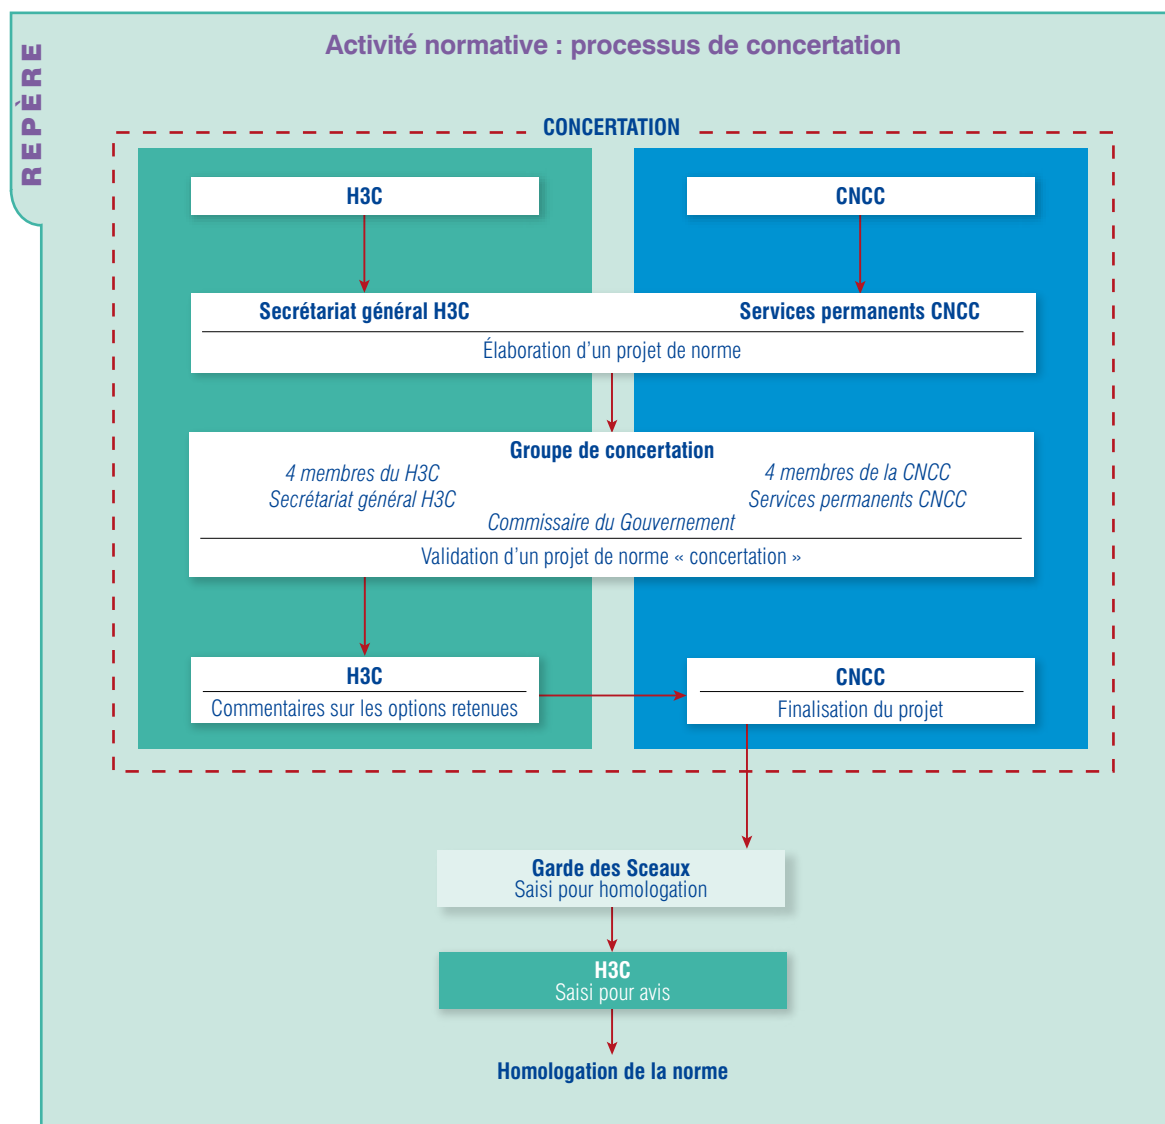 REPÈRE
Activité normative : processus de concertation
CONCERTATION
H3C
CNCC
Secrétariat général H3C
Services permanents CNCC
Élaboration d’un projet de norme
Groupe de concertation
4 membres du H3C
4 membres de la CNCC
Secrétariat général H3C
Services permanents CNCC
Commissaire du Gouvernement
Validation d’un projet de norme « concertation »
H3C
Commentaires sur les options retenues
CNCC
Finalisation du projet
Garde des Sceaux
Saisi pour homologation
H3C
Saisi pour avis
Homologation de la norme